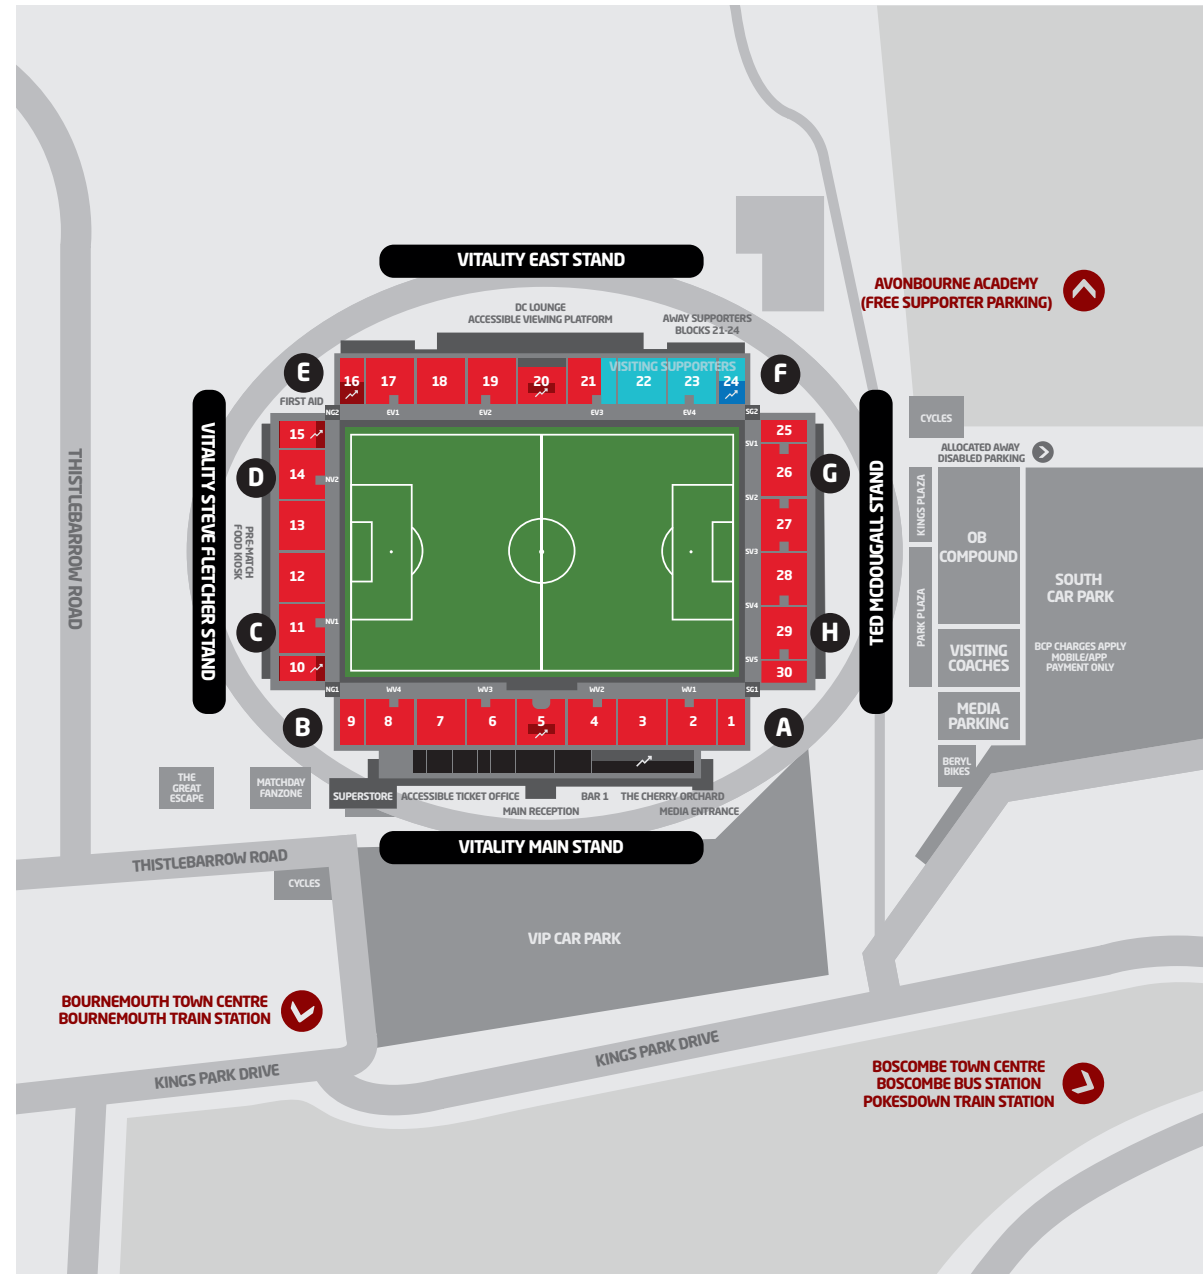 VITALITY EAST STAND
AVONBOURNE ACADEMY
(FREE SUPPORTER PARKING)
DC LOUNGE
ACCESSIBLE VIEWING PLATFORM
AWAY SUPPORTERS
BLOCKS 21-24
E
F
VISITING SUPPORTERS
16
17
18
19
20
21
22
23
24
FIRST AID
NG2
EV1
EV2
EV3
EV4
SG2
VITALITY STEVE FLETCHER STAND
THISTLEBARROW ROAD
15
14
13
12
11
10
D
C
NV2
NV1
PRE-MATCH
FOOD KIOSK
25
26
27
28
29
30
SV1
SV2
SV3
SV4
SV5
G
H
TED MCDOUGALL STAND
CYCLES
ALLOCATED AWAY
DISABLED PARKING
KINGS PLAZA
PARK PLAZA
OB
COMPOUND
SOUTH
CAR PARK
BCP CHARGES APPLY
MOBILE/APP
PAYMENT ONLY
VISITING
COACHES
MEDIA
PARKING
BERYL
BIKES
NG1
WV4
WV3
WV2
WV1
SG1
B
9
8
7
6
5
4
3
2
1
A
THE
GREAT
ESCAPE
MATCHDAY
FANZONE
SUPERSTORE
ACCESSIBLE TICKET OFFICE
BAR 1
THE CHERRY ORCHARD
MAIN RECEPTION
MEDIA ENTRANCE
VITALITY MAIN STAND
THISTLEBARROW ROAD
CYCLES
VIP CAR PARK
BOURNEMOUTH TOWN CENTRE
BOURNEMOUTH TRAIN STATION
KINGS PARK DRIVE
KINGS PARK DRIVE
BOSCOMBE TOWN CENTRE
BOSCOMBE BUS STATION
POKESDOWN TRAIN STATION